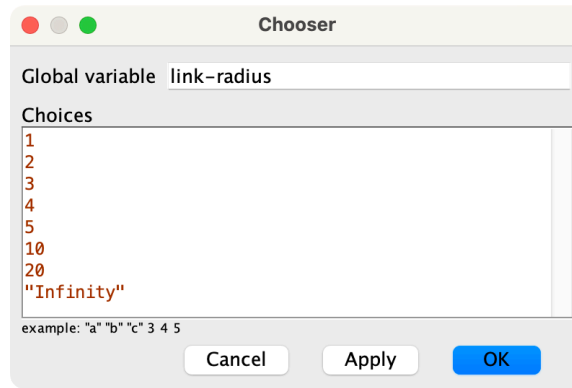 Chooser
Global variable link-radius
Choices
1
2
3
4
5
10
20
"Infinity"
example: "a" "b" "c" 3 4 5
Cancel Apply OK